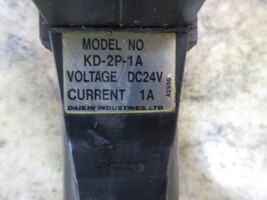 MODEL NO
KD-2P-1A
VOLTAGE DC24V
CURRENT 1A
DAIKIN INDUSTRIES, LTD.